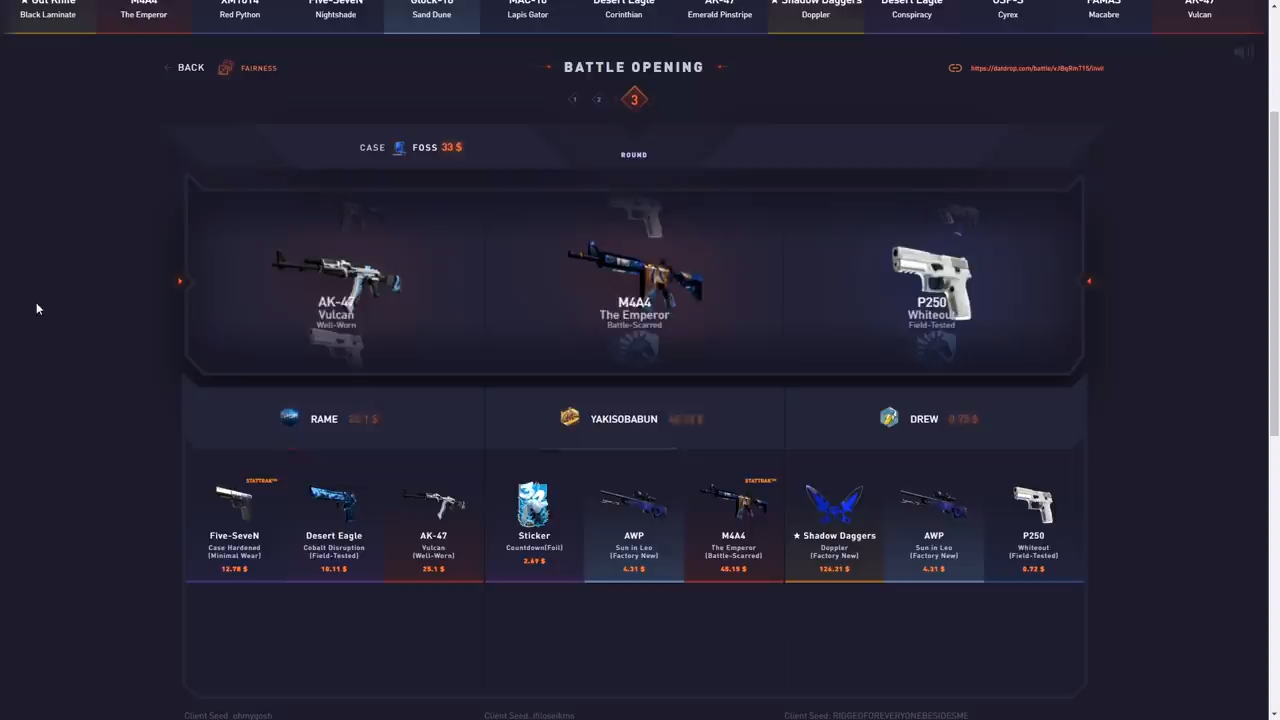 ★ Gut Knife M4A4 XM1014 Five-SeveN Glock-18 MAC-10 Desert Eagle AK-47 ★ Shadow Daggers Desert Eagle USP-S FAMAS AK-47
Black Laminate The Emperor Red Python Nightshade Sand Dune Lapis Gator Corinthian Emerald Pinstripe Doppler Conspiracy Cyrex Macabre Vulcan
← BACK FAIRNESS
BATTLE OPENING
1 2 3
CASE FOSS 33 $
ROUND
AK-47
Vulcan
Well-Worn
M4A4
The Emperor
Battle-Scarred
P250
Whiteout
Field-Tested
RAME
YAKISOBABUN
DREW 0.72 $
STATTRAK™
Five-SeveN
Case Hardened
(Minimal Wear)
12.78 $
Desert Eagle
Cobalt Disruption
(Field-Tested)
10.11 $
AK-47
Vulcan
(Well-Worn)
25.1 $
Sticker
Countdown(Foil)
2.69 $
AWP
Sun in Leo
(Factory New)
4.31 $
STATTRAK™
M4A4
The Emperor
(Battle-Scarred)
45.15 $
★ Shadow Daggers
Doppler
(Factory New)
126.21 $
AWP
Sun in Leo
(Factory New)
4.31 $
P250
Whiteout
(Field-Tested)
0.72 $
Client Seed: ohmygosh
Client Seed: RIGGEDFOREVERYONEBESIDESME